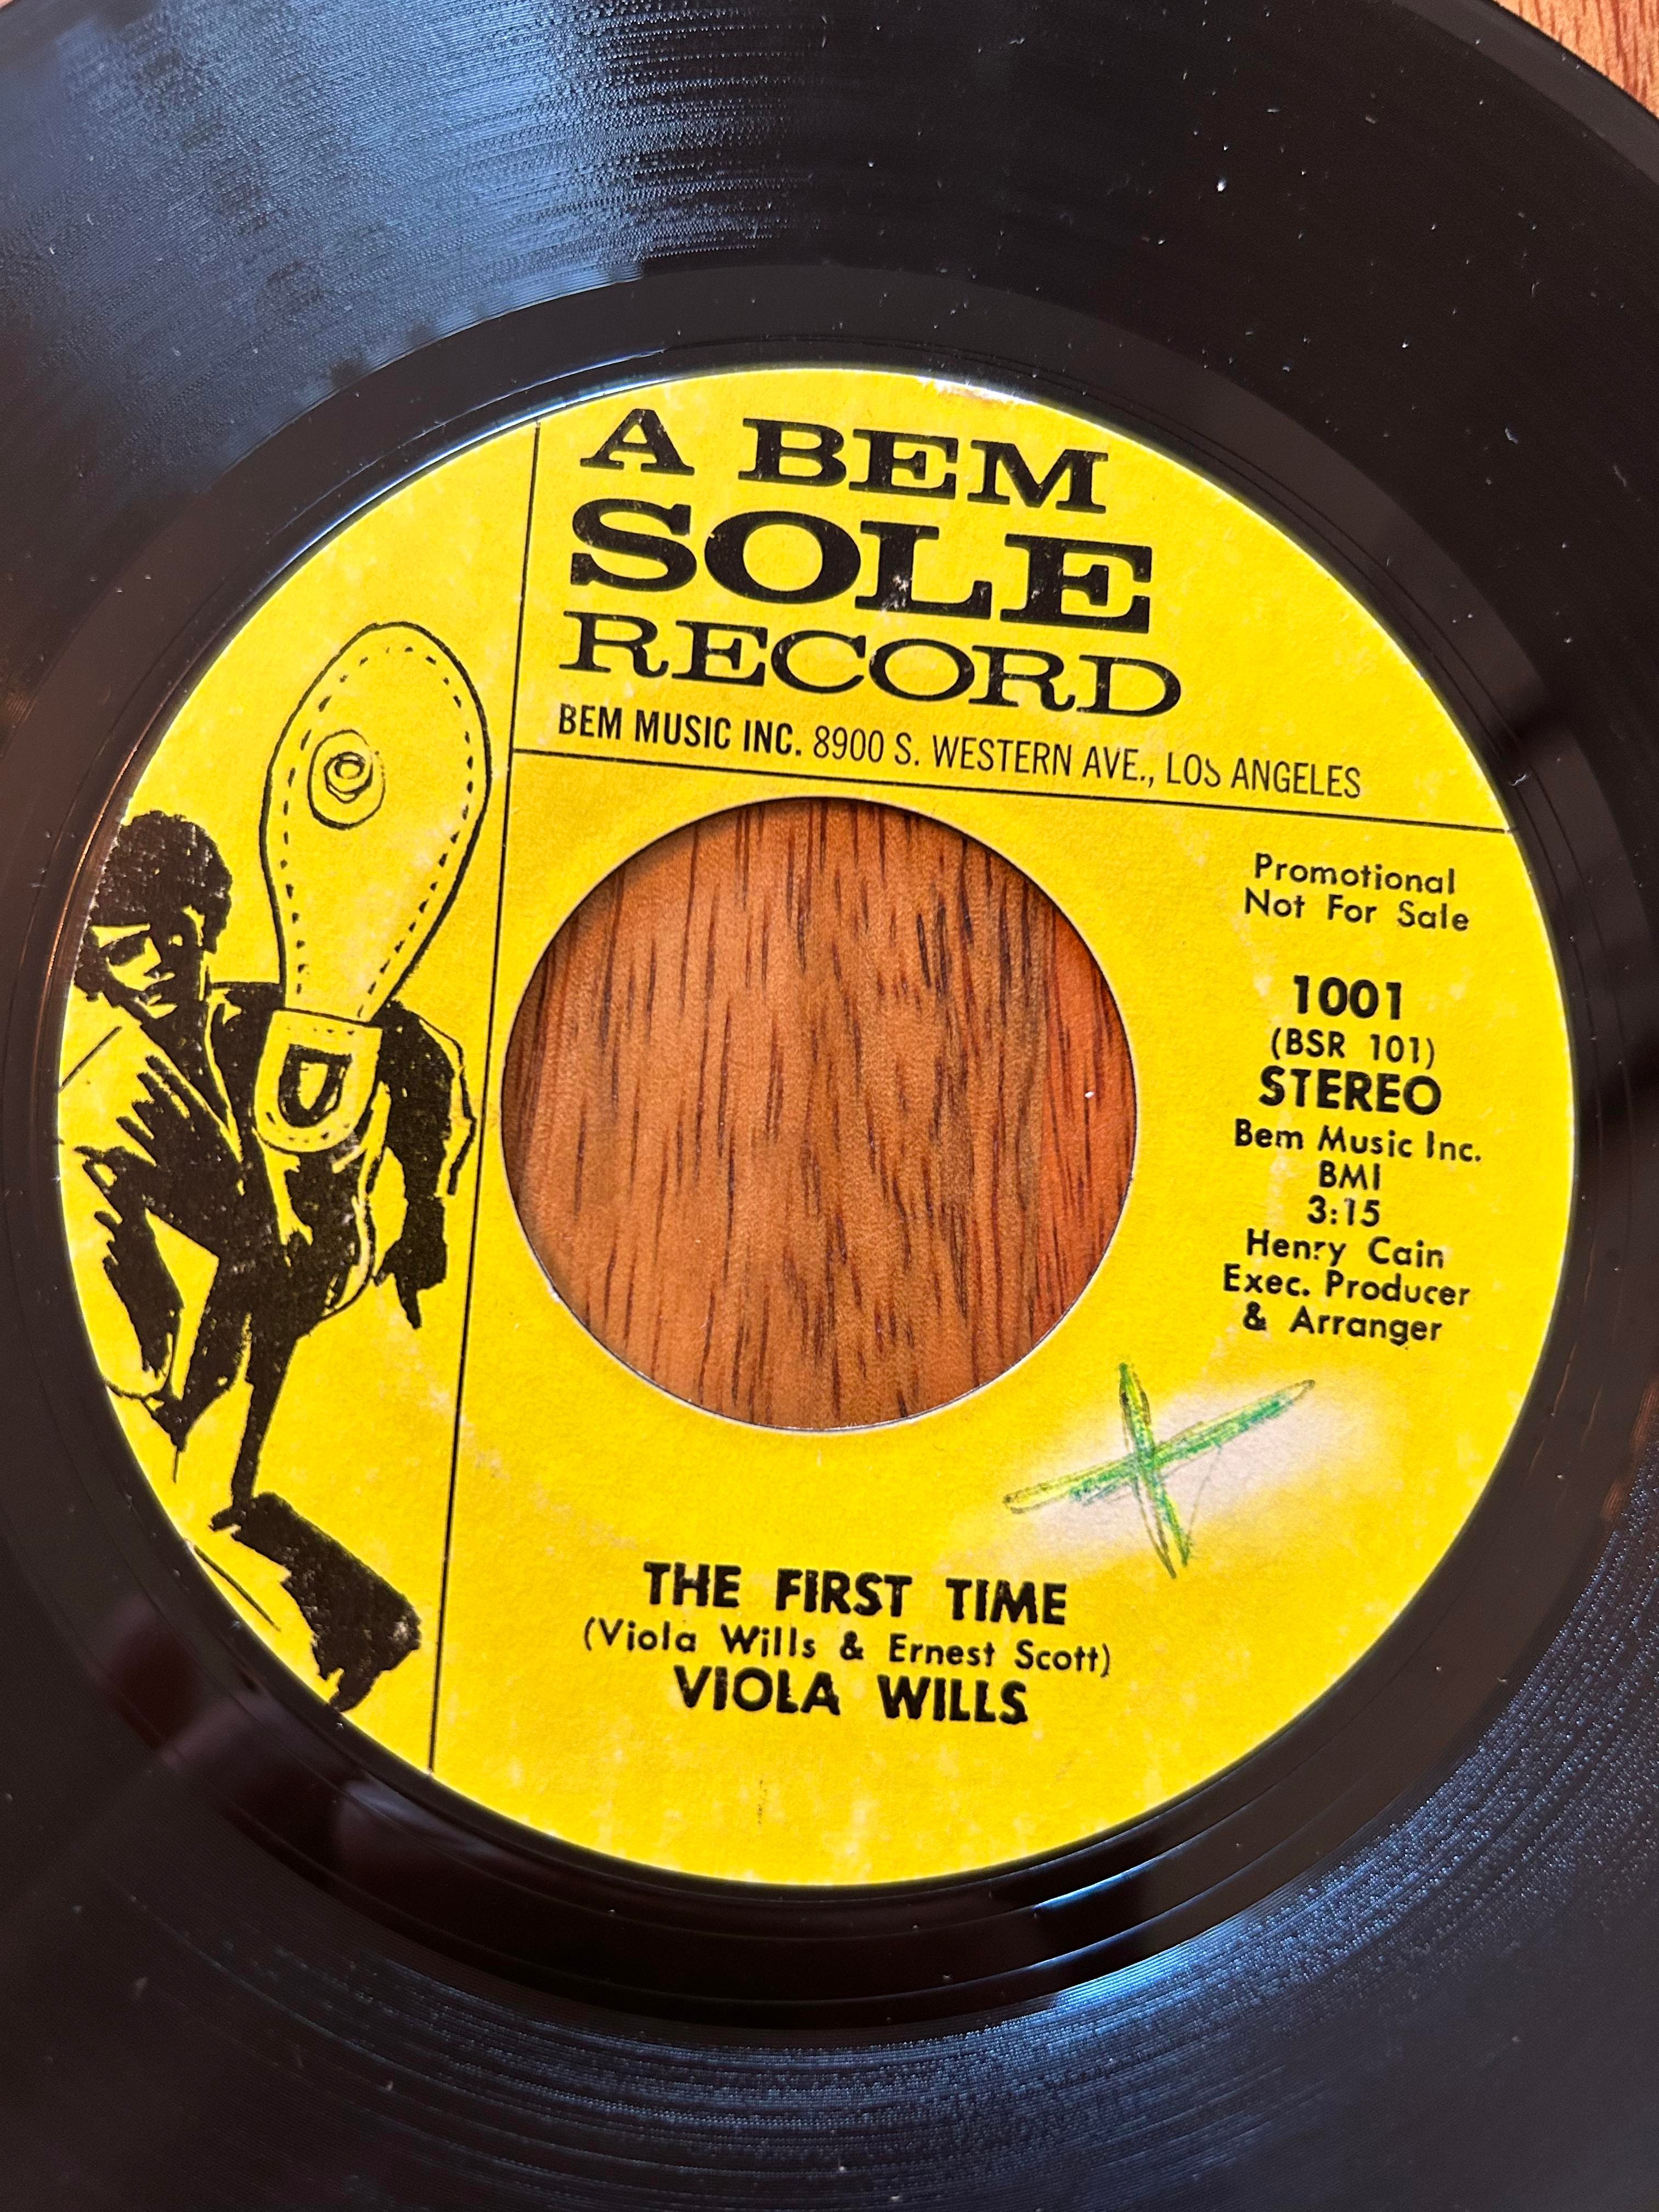 A BEM
SOLE
RECORD
BEM MUSIC INC. 8900 S. WESTERN AVE., LOS ANGELES
Promotional
Not For Sale
1001
(BSR 101)
STEREO
Bem Music Inc.
BMI
3:15
Henry Cain
Exec. Producer
& Arranger
THE FIRST TIME
(Viola Wills & Ernest Scott)
VIOLA WILLS